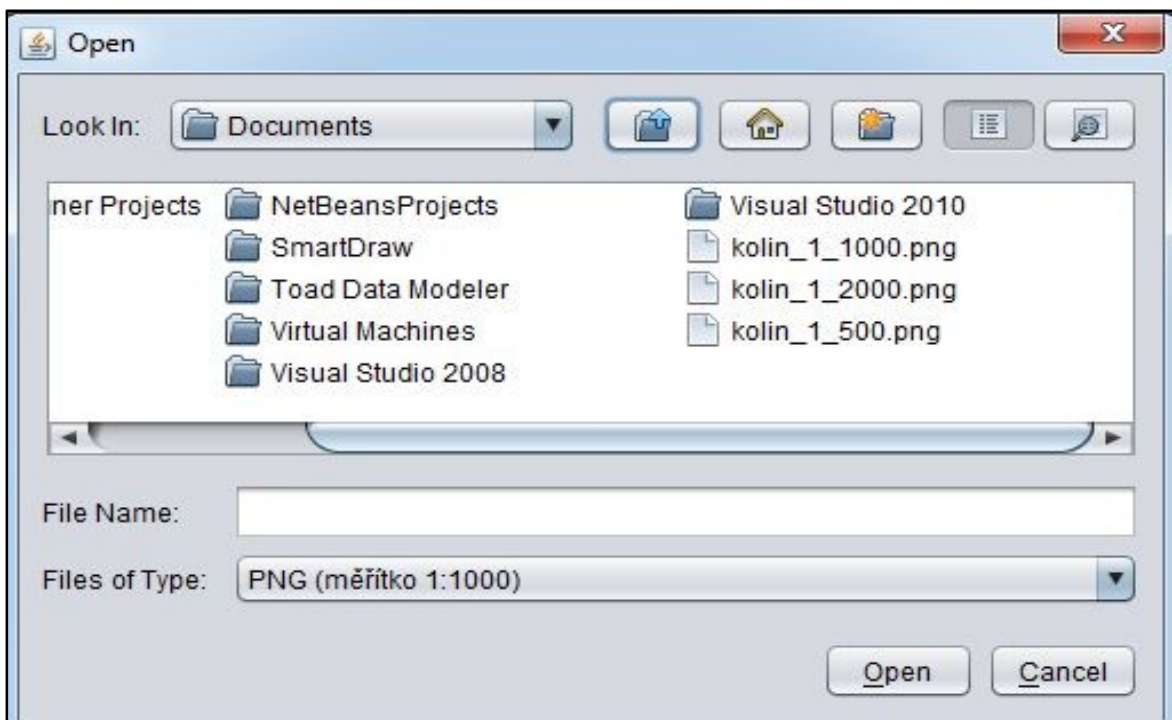 Open
Look In: Documents
ner Projects NetBeansProjects Visual Studio 2010
SmartDraw kolin_1_1000.png
Toad Data Modeler kolin_1_2000.png
Virtual Machines kolin_1_500.png
Visual Studio 2008
File Name:
Files of Type: PNG (měřítko 1:1000)
Open Cancel